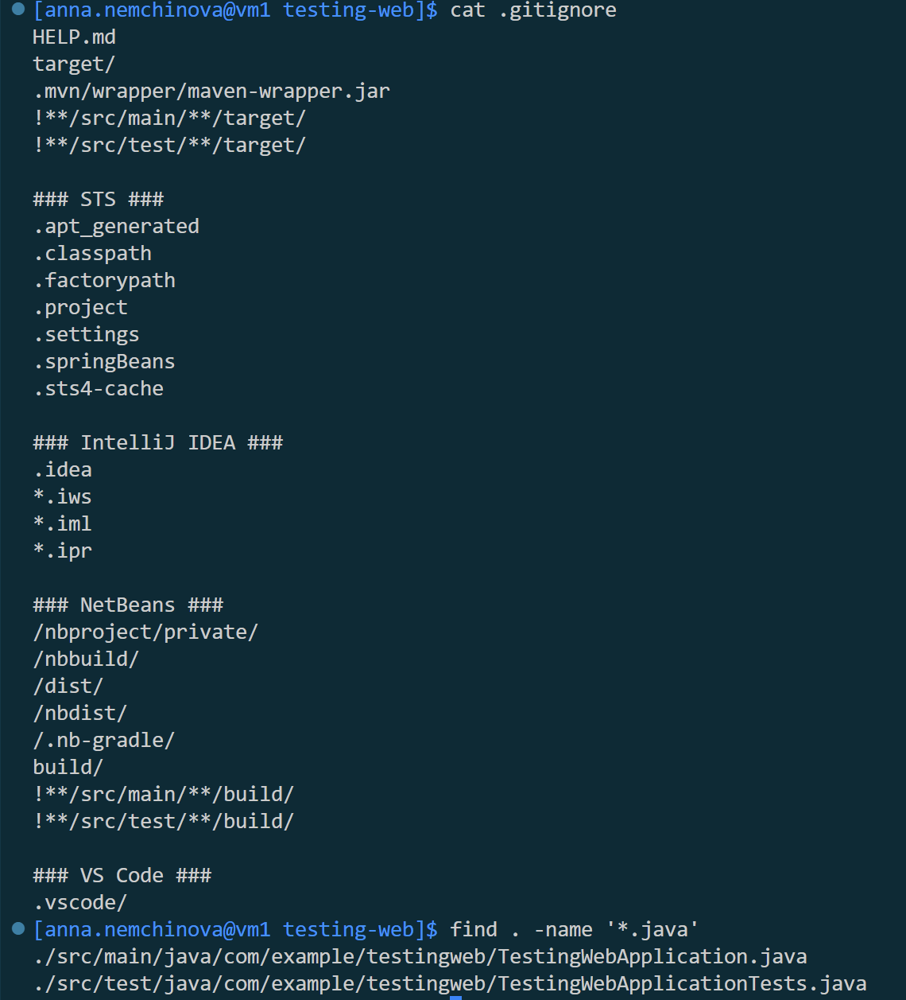 [anna.nemchinova@vm1 testing-web]$ cat .gitignore
HELP.md
target/
.mvn/wrapper/maven-wrapper.jar
!**/src/main/**/target/
!**/src/test/**/target/

### STS ###
.apt_generated
.classpath
.factorypath
.project
.settings
.springBeans
.sts4-cache

### IntelliJ IDEA ###
.idea
*.iws
*.iml
*.ipr

### NetBeans ###
/nbproject/private/
/nbbuild/
/dist/
/nbdist/
/.nb-gradle/
build/
!**/src/main/**/build/
!**/src/test/**/build/

### VS Code ###
.vscode/
[anna.nemchinova@vm1 testing-web]$ find . -name '*.java'
./src/main/java/com/example/testingweb/TestingWebApplication.java
./src/test/java/com/example/testingweb/TestingWebApplicationTests.java